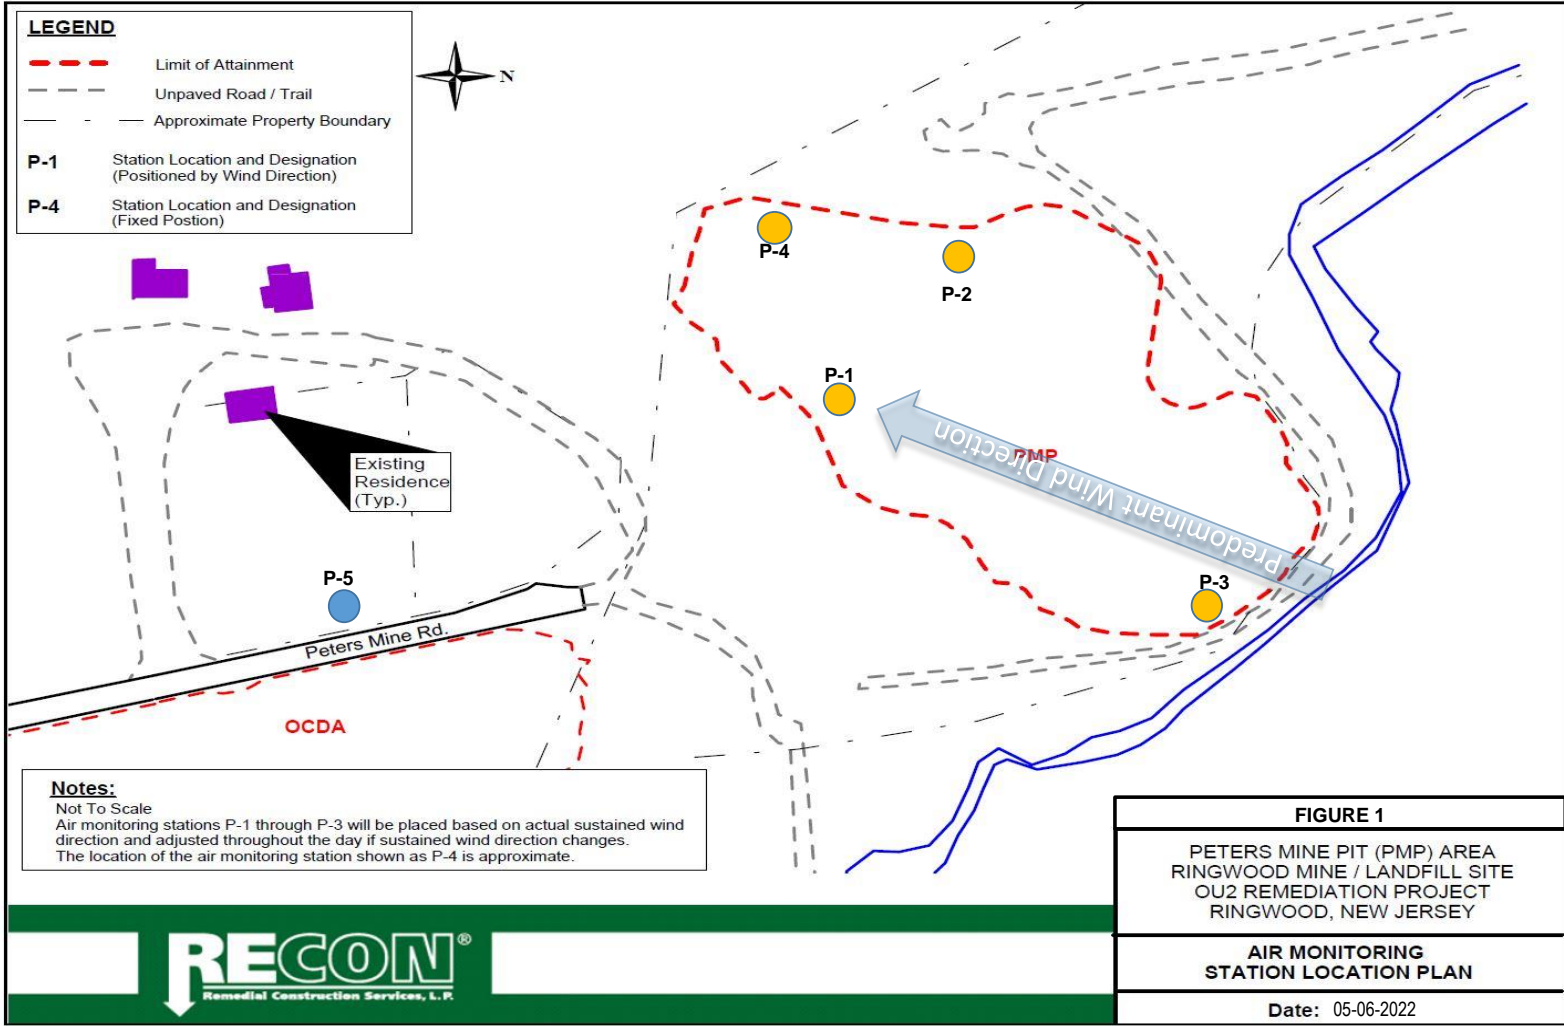 LEGEND
Limit of Attainment
Unpaved Road / Trail
Approximate Property Boundary
P-1 Station Location and Designation
(Positioned by Wind Direction)
P-4 Station Location and Designation
(Fixed Postion)
N
P-4
P-2
P-1
Predominant Wind Direction
PMP
P-3
Existing
Residence
(Typ.)
P-5
Peters Mine Rd.
OCDA
Notes:
Not To Scale
Air monitoring stations P-1 through P-3 will be placed based on actual sustained wind
direction and adjusted throughout the day if sustained wind direction changes.
The location of the air monitoring station shown as P-4 is approximate.
RECON®
Remedial Construction Services, L.P.
FIGURE 1
PETERS MINE PIT (PMP) AREA
RINGWOOD MINE / LANDFILL SITE
OU2 REMEDIATION PROJECT
RINGWOOD, NEW JERSEY
AIR MONITORING
STATION LOCATION PLAN
Date: 05-06-2022